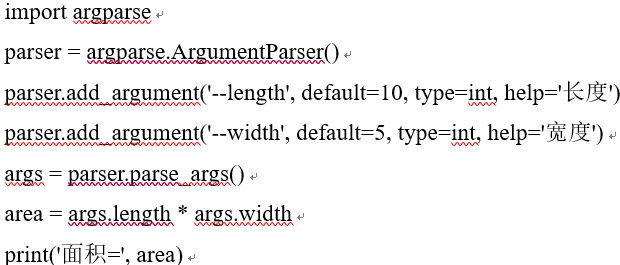 import argparse
parser = argparse.ArgumentParser()
parser.add_argument('--length', default=10, type=int, help='长度')
parser.add_argument('--width', default=5, type=int, help='宽度')
args = parser.parse_args()
area = args.length * args.width
print('面积=', area)